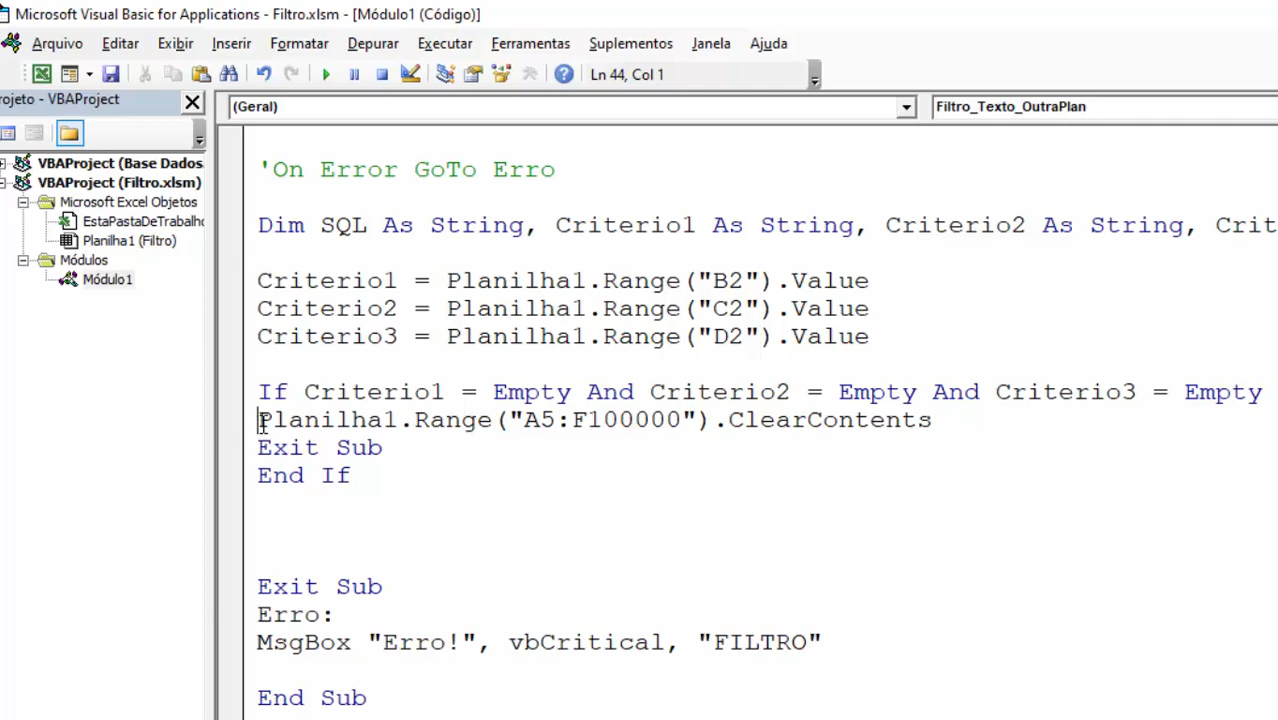 Microsoft Visual Basic for Applications - Filtro.xlsm - [Módulo1 (Código)]
Arquivo Editar Exibir Inserir Formatar Depurar Executar Ferramentas Suplementos Janela Ajuda
Ln 44, Col 1
rojeto - VBAProject
(Geral)
Filtro_Texto_OutraPlan
VBAProject (Base Dados.
VBAProject (Filtro.xlsm)
Microsoft Excel Objetos
EstaPastaDeTrabalho
Planilha1 (Filtro)
Módulos
Módulo1
'On Error GoTo Erro
Dim SQL As String, Criterio1 As String, Criterio2 As String, Crit
Criterio1 = Planilha1.Range("B2").Value
Criterio2 = Planilha1.Range("C2").Value
Criterio3 = Planilha1.Range("D2").Value
If Criterio1 = Empty And Criterio2 = Empty And Criterio3 = Empty
Planilha1.Range("A5:F100000").ClearContents
Exit Sub
End If
Exit Sub
Erro:
MsgBox "Erro!", vbCritical, "FILTRO"
End Sub